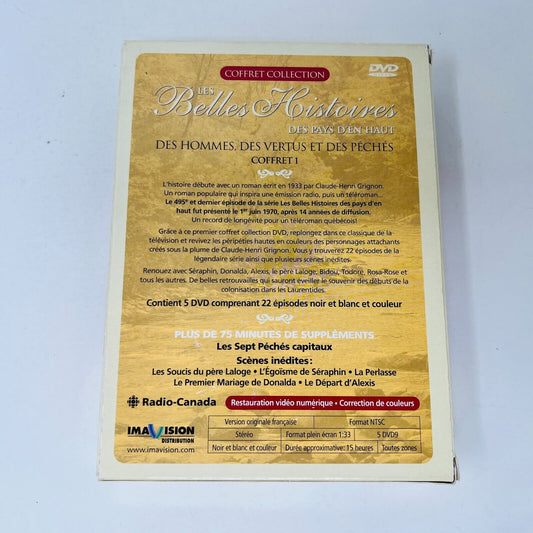 COFFRET COLLECTION
DVD
LES
Belles Histoires
DES PAYS D'EN HAUT
DES HOMMES, DES VERTUS ET DES PÉCHÉS
COFFRET 1
L'histoire débute avec un roman écrit en 1933 par Claude-Henri Grignon.
Un roman populaire qui inspira une émission radio, puis un téléroman...
Le 495e et dernier épisode de la série Les Belles Histoires des pays d'en
haut fut présenté le 1er juin 1970, après 14 années de diffusion.
Un record de longévité pour un téléroman québécois!
Grâce à ce premier coffret collection DVD, replongez dans ce classique de la
télévision et revivez les péripéties hautes en couleurs des personnages attachants
créés sous la plume de Claude-Henri Grignon. Vous y trouverez 22 épisodes de la
légendaire série ainsi que plusieurs scènes inédites.
Renouez avec Séraphin, Donalda, Alexis, le père Laloge, Bidou, Todore, Rosa-Rose et
tous les autres. De belles retrouvailles qui sauront éveiller le souvenir des débuts de la
colonisation dans les Laurentides.
Contient 5 DVD comprenant 22 épisodes noir et blanc et couleur
PLUS DE 75 MINUTES DE SUPPLÉMENTS
Les Sept Péchés capitaux
Scènes inédites:
Les Soucis du père Laloge • L'Égoïsme de Séraphin • La Perlasse
Le Premier Mariage de Donalda • Le Départ d'Alexis
Radio-Canada
Restauration vidéo numérique • Correction de couleurs
IMAVISION
DISTRIBUTION
www.imavision.com
Version originale française
Format NTSC
Stéréo
Format plein écran 1:33
5 DVD9
Noir et blanc et couleur
Durée approximative: 15 heures
Toutes zones